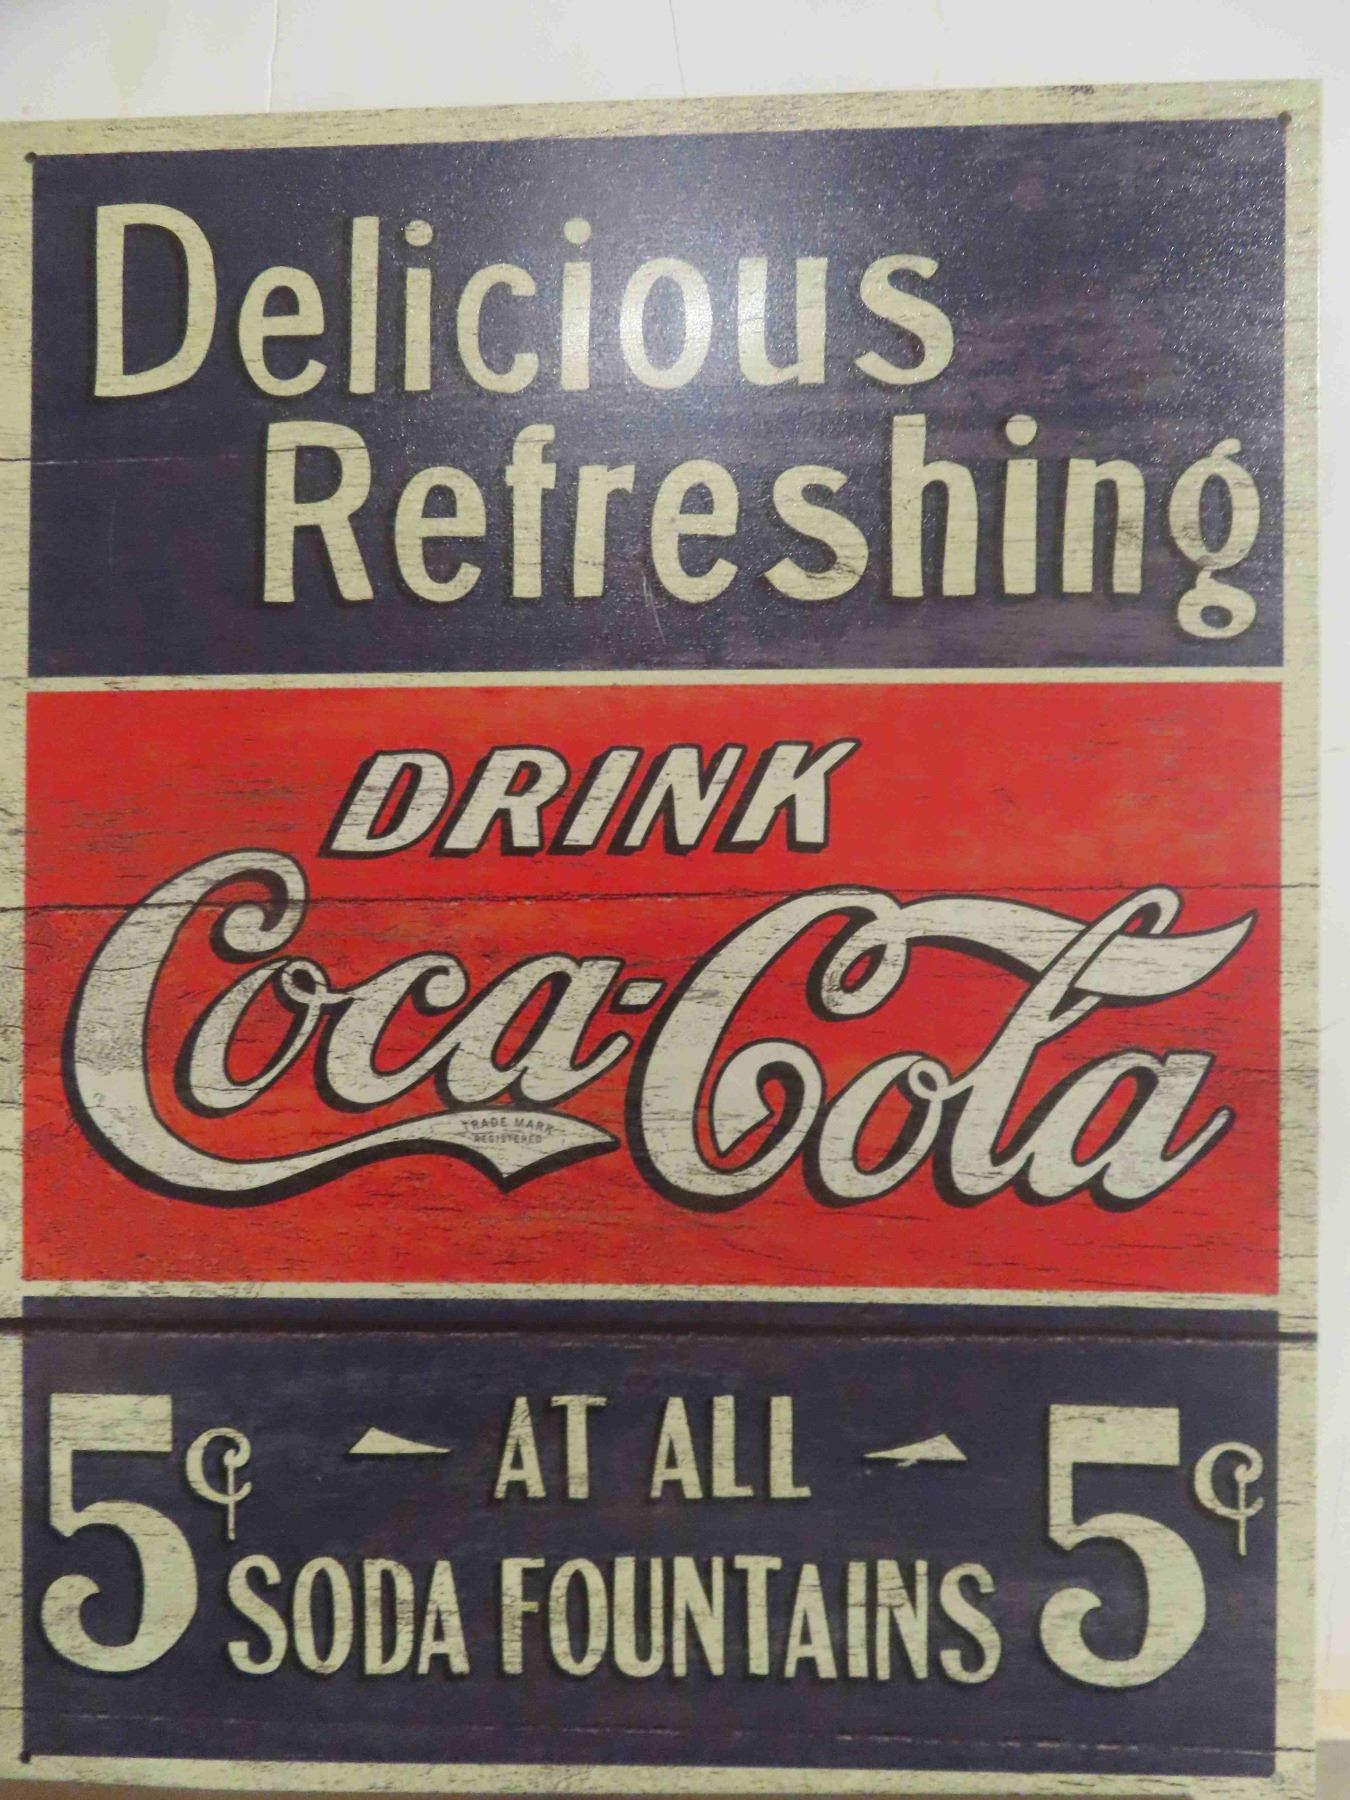 Delicious
Refreshing
DRINK
Coca-Cola
TRADE MARK
REGISTERED
5¢ AT ALL 5¢
SODA FOUNTAINS